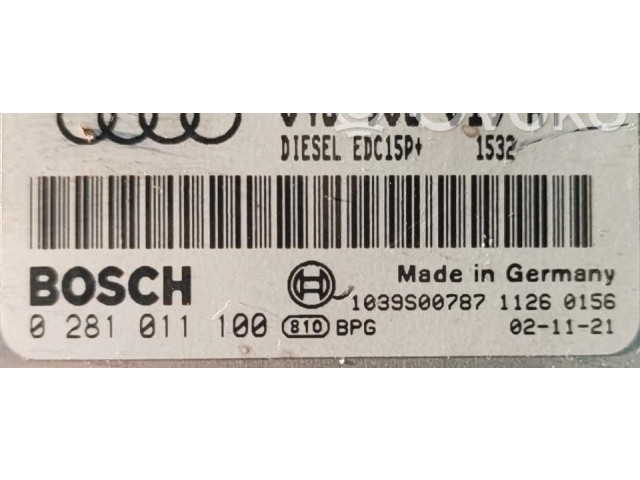 DIESEL EDC15P+ 1532
BOSCH
Made in Germany
1039S00787 1126 0156
0 281 011 100 810 BPG 02-11-21